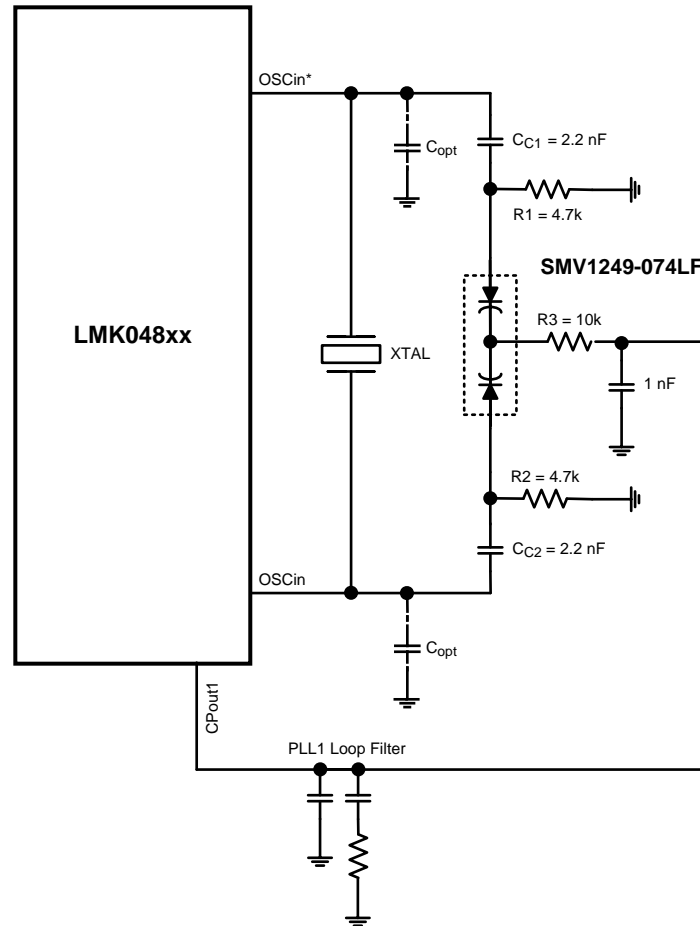 OSCin*
Copt
CC1 = 2.2 nF
R1 = 4.7k
SMV1249-074LF
LMK048xx
R3 = 10k
XTAL
1 nF
R2 = 4.7k
CC2 = 2.2 nF
OSCin
Copt
CPout1
PLL1 Loop Filter